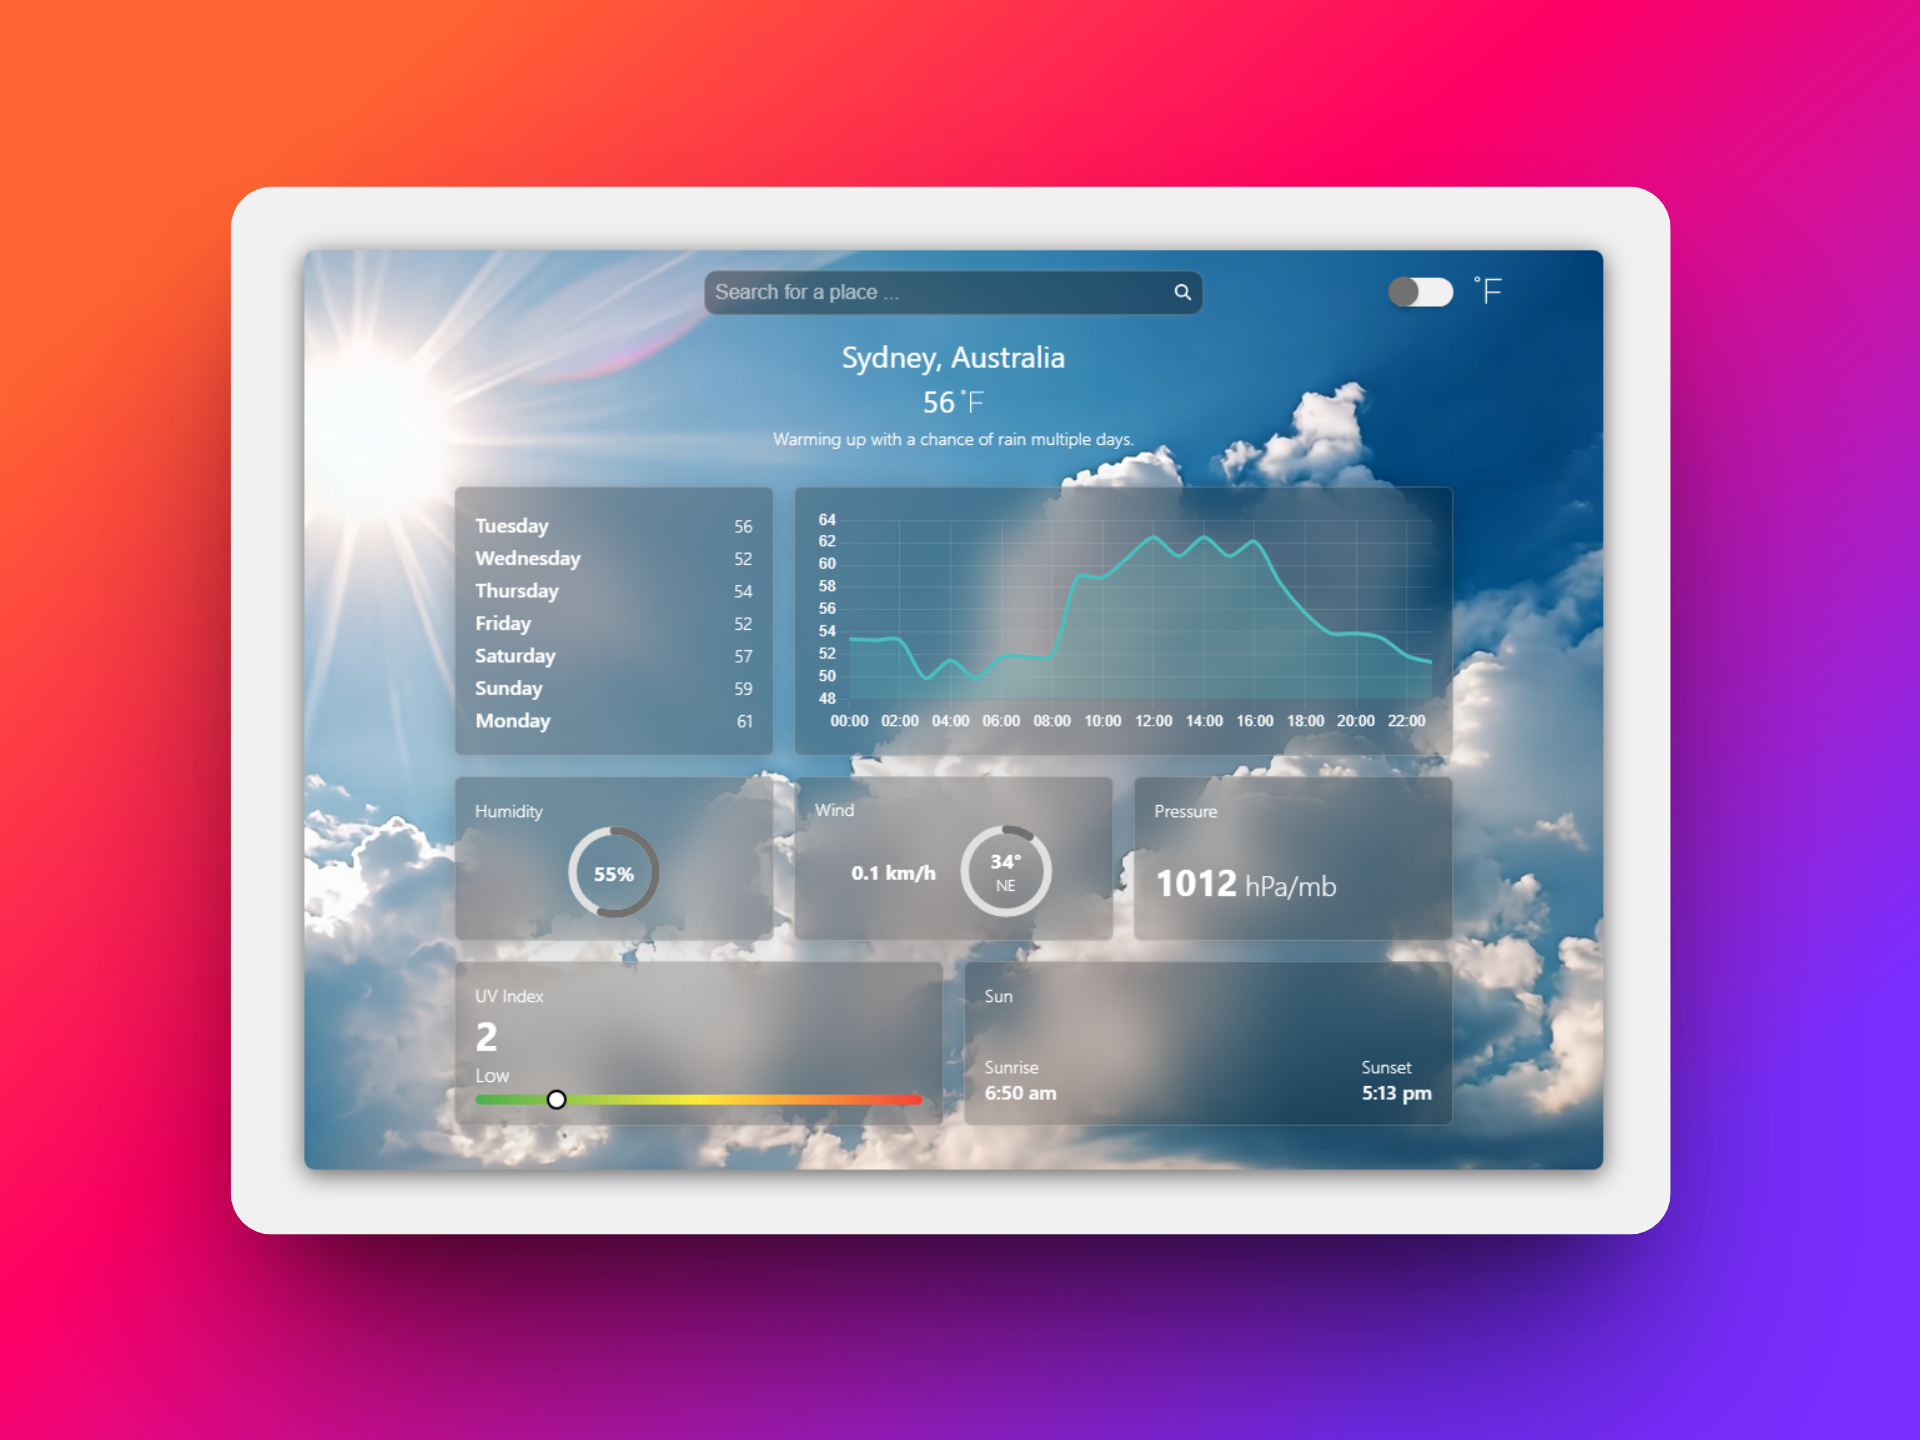 Search for a place ...
°F
Sydney, Australia
56 °F
Warming up with a chance of rain multiple days.
Tuesday 56
Wednesday 52
Thursday 54
Friday 52
Saturday 57
Sunday 59
Monday 61
64
62
60
58
56
54
52
50
48
00:00 02:00 04:00 06:00 08:00 10:00 12:00 14:00 16:00 18:00 20:00 22:00
Humidity
55%
Wind
0.1 km/h
34°
NE
Pressure
1012 hPa/mb
UV Index
2
Low
Sun
Sunrise
6:50 am
Sunset
5:13 pm